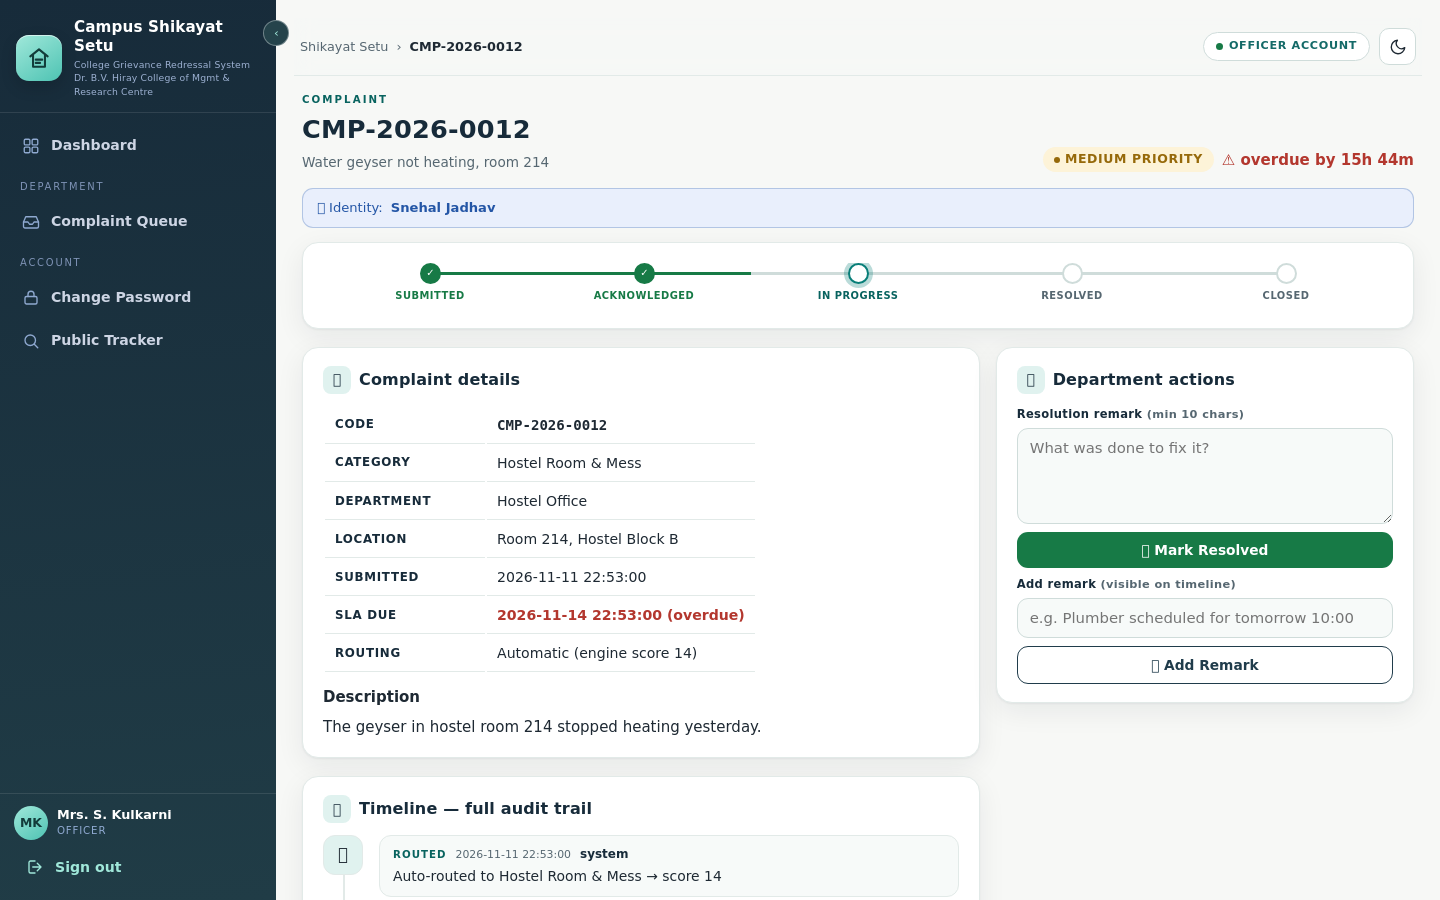 Campus Shikayat
Setu
College Grievance Redressal System
Dr. B.V. Hiray College of Mgmt &
Research Centre
Dashboard
DEPARTMENT
Complaint Queue
ACCOUNT
Change Password
Public Tracker
MK
Mrs. S. Kulkarni
OFFICER
Sign out
Shikayat Setu › CMP-2026-0012
OFFICER ACCOUNT
COMPLAINT
CMP-2026-0012
Water geyser not heating, room 214
MEDIUM PRIORITY
⚠ overdue by 15h 44m
Identity: Snehal Jadhav
SUBMITTED
ACKNOWLEDGED
IN PROGRESS
RESOLVED
CLOSED
Complaint details
CODE CMP-2026-0012
CATEGORY Hostel Room & Mess
DEPARTMENT Hostel Office
LOCATION Room 214, Hostel Block B
SUBMITTED 2026-11-11 22:53:00
SLA DUE 2026-11-14 22:53:00 (overdue)
ROUTING Automatic (engine score 14)
Description
The geyser in hostel room 214 stopped heating yesterday.
Timeline — full audit trail
ROUTED 2026-11-11 22:53:00 system
Auto-routed to Hostel Room & Mess → score 14
Department actions
Resolution remark (min 10 chars)
What was done to fix it?
Mark Resolved
Add remark (visible on timeline)
e.g. Plumber scheduled for tomorrow 10:00
Add Remark